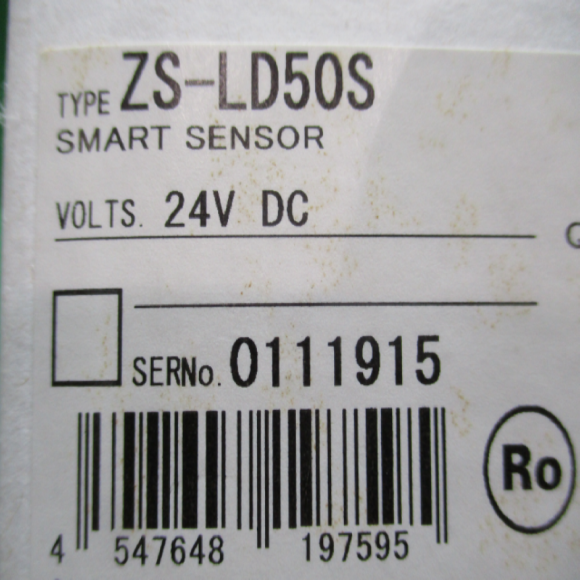 TYPE ZS-LD50S
SMART SENSOR
VOLTS. 24V DC
Q
SERNo. 0111915
Ro
4 547648 197595